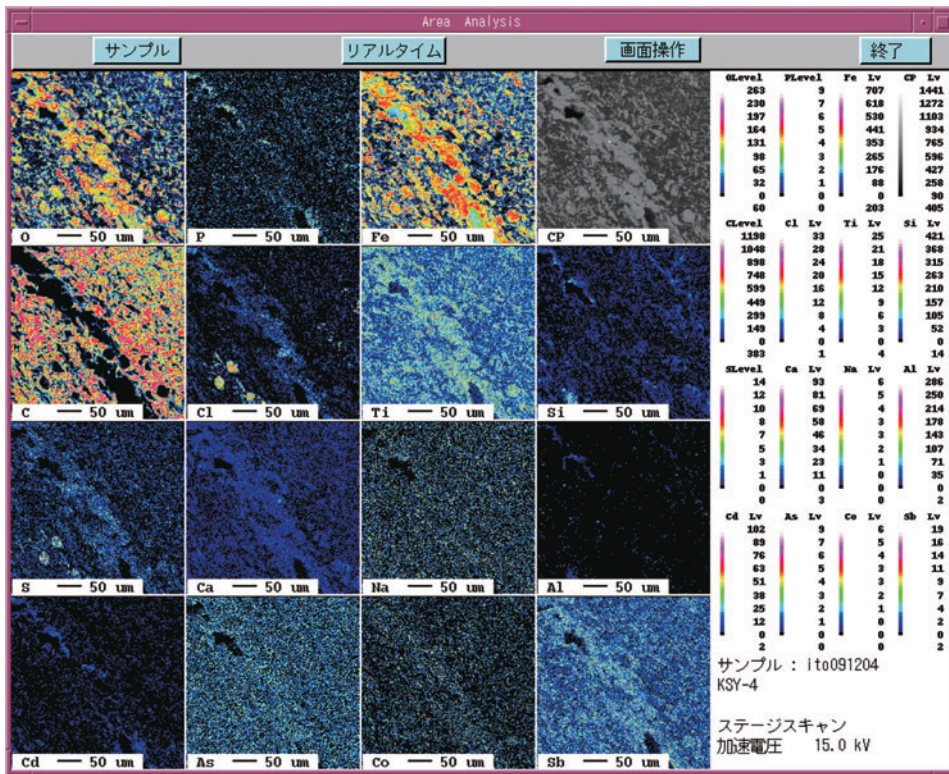 Area Analysis
サンプル リアルタイム 画面操作 終了
O 50 um P 50 um Fe 50 um CP 50 um
C 50 um Cl 50 um Ti 50 um Si 50 um
S 50 um Ca 50 um Na 50 um Al 50 um
Cd 50 um As 50 um Co 50 um Sb 50 um
OLevel PLevel Fe Lv CP Lv
263 9 707 1441
230 7 618 1272
197 6 530 1103
164 5 441 934
131 4 353 765
98 3 265 596
65 2 176 427
32 1 88 258
0 0 0 90
60 0 203 405
CLevel Cl Lv Ti Lv Si Lv
1198 33 25 421
1048 28 21 368
898 24 18 315
748 20 15 263
599 16 12 210
449 12 9 157
299 8 6 105
149 4 3 52
0 0 0 0
383 1 4 14
SLevel Ca Lv Na Lv Al Lv
14 93 6 286
12 81 5 250
10 69 4 214
8 58 3 178
7 46 3 143
5 34 2 107
3 23 1 71
1 11 0 35
0 0 0 0
0 3 0 2
Cd Lv As Lv Co Lv Sb Lv
102 9 6 19
89 7 5 16
76 6 4 14
63 5 3 11
51 4 3 9
38 3 2 7
25 2 1 4
12 1 0 2
0 0 0 0
2 0 0 2
サンプル : ito091204
KSY-4
ステージスキャン
加速電圧 15.0 kV